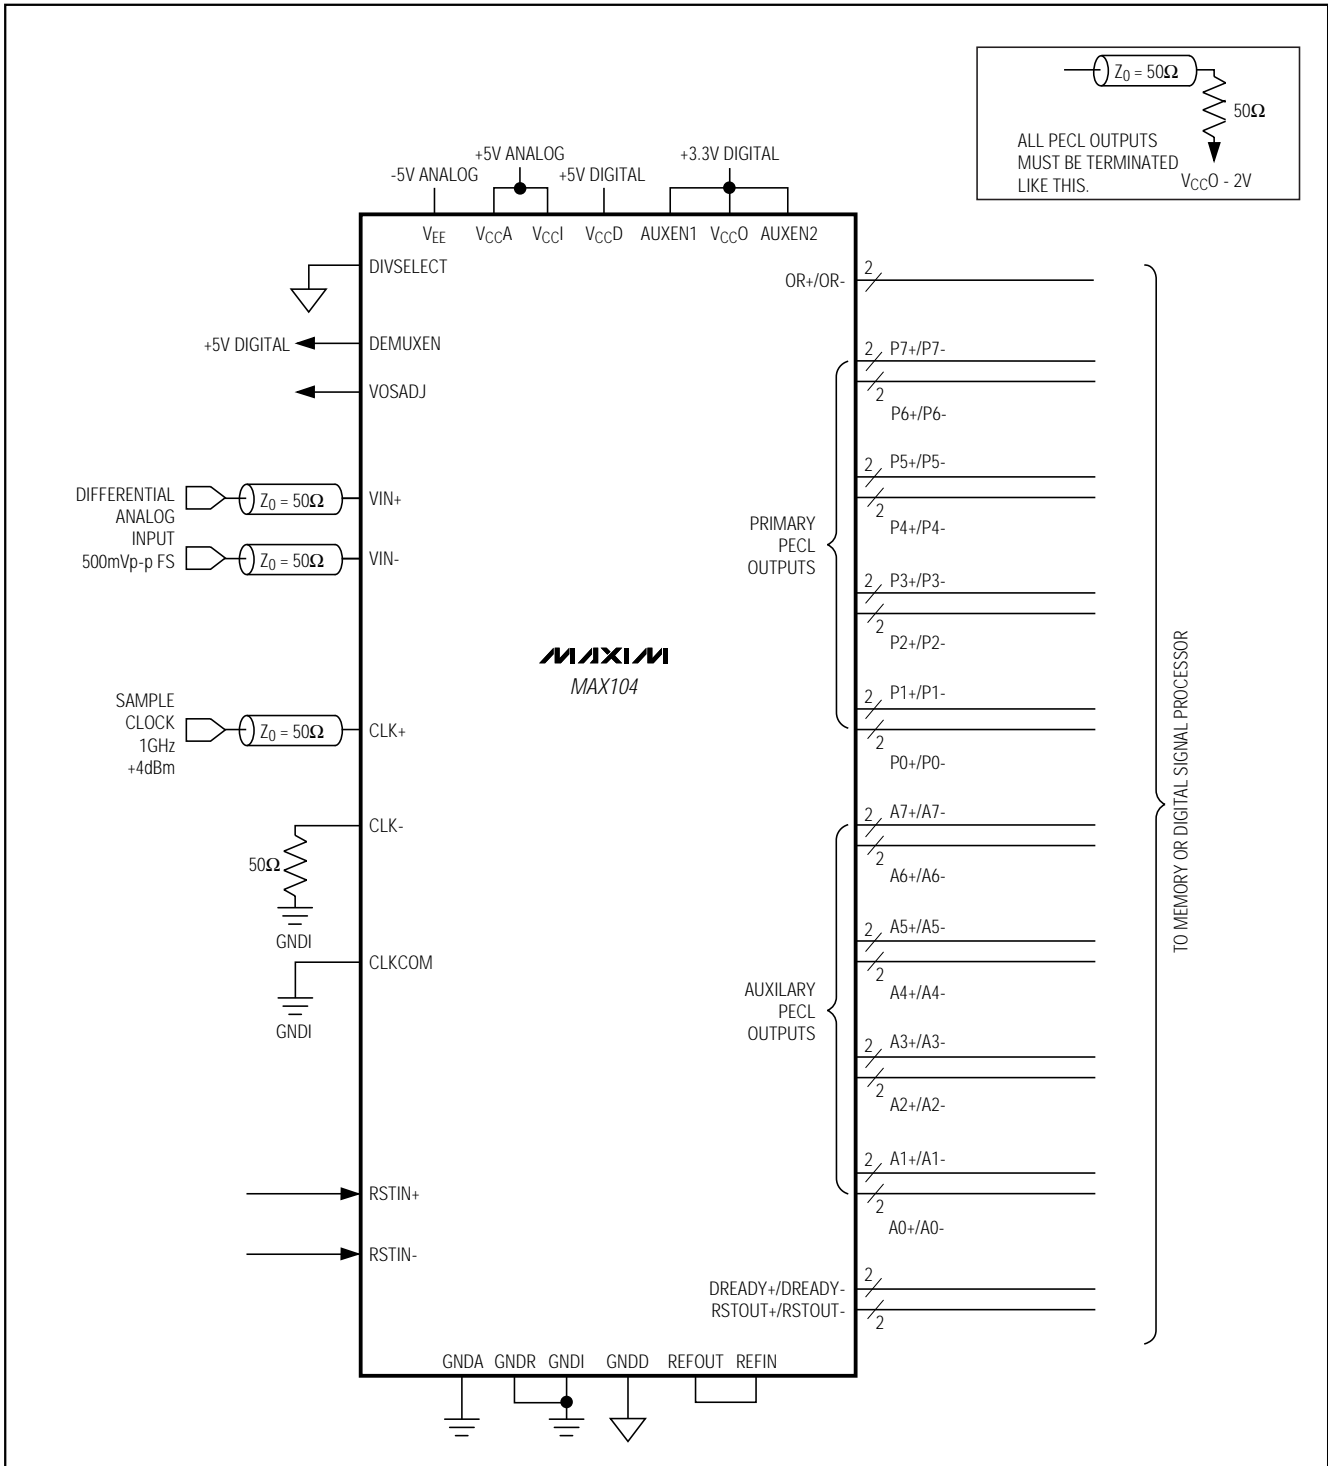 Z0 = 50Ω
50Ω
ALL PECL OUTPUTS
MUST BE TERMINATED
LIKE THIS.
VCCO - 2V
-5V ANALOG
+5V ANALOG
+5V DIGITAL
+3.3V DIGITAL
VEE
VCCA
VCCI
VCCD
AUXEN1
VCCO
AUXEN2
DIVSELECT
+5V DIGITAL
DEMUXEN
VOSADJ
DIFFERENTIAL
ANALOG
INPUT
500mVp-p FS
Z0 = 50Ω
VIN+
Z0 = 50Ω
VIN-
SAMPLE
CLOCK
1GHz
+4dBm
Z0 = 50Ω
CLK+
CLK-
50Ω
GNDI
CLKCOM
GNDI
RSTIN+
RSTIN-
MAXIM
MAX104
OR+/OR-
2
PRIMARY
PECL
OUTPUTS
2 P7+/P7-
2
P6+/P6-
2 P5+/P5-
2
P4+/P4-
2 P3+/P3-
2
P2+/P2-
2 P1+/P1-
2
P0+/P0-
AUXILARY
PECL
OUTPUTS
2 A7+/A7-
2
A6+/A6-
2 A5+/A5-
2
A4+/A4-
2 A3+/A3-
2
A2+/A2-
2 A1+/A1-
2
A0+/A0-
DREADY+/DREADY-
2
RSTOUT+/RSTOUT-
2
TO MEMORY OR DIGITAL SIGNAL PROCESSOR
GNDA
GNDR
GNDI
GNDD
REFOUT
REFIN